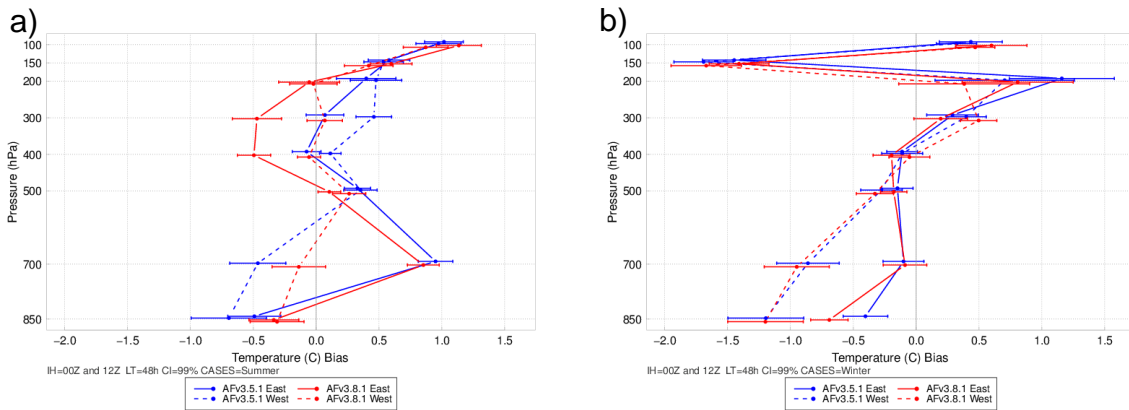 a)
100
150
200
300
400
500
700
850
Pressure (hPa)
−2.0 −1.5 −1.0 −0.5 0.0 0.5 1.0 1.5
Temperature (C) Bias
IH=00Z and 12Z LT=48h CI=99% CASES=Summer
AFv3.5.1 East AFv3.8.1 East
AFv3.5.1 West AFv3.8.1 West
b)
100
150
200
300
400
500
700
850
Pressure (hPa)
−2.0 −1.5 −1.0 −0.5 0.0 0.5 1.0 1.5
Temperature (C) Bias
IH=00Z and 12Z LT=48h CI=99% CASES=Winter
AFv3.5.1 East AFv3.8.1 East
AFv3.5.1 West AFv3.8.1 West